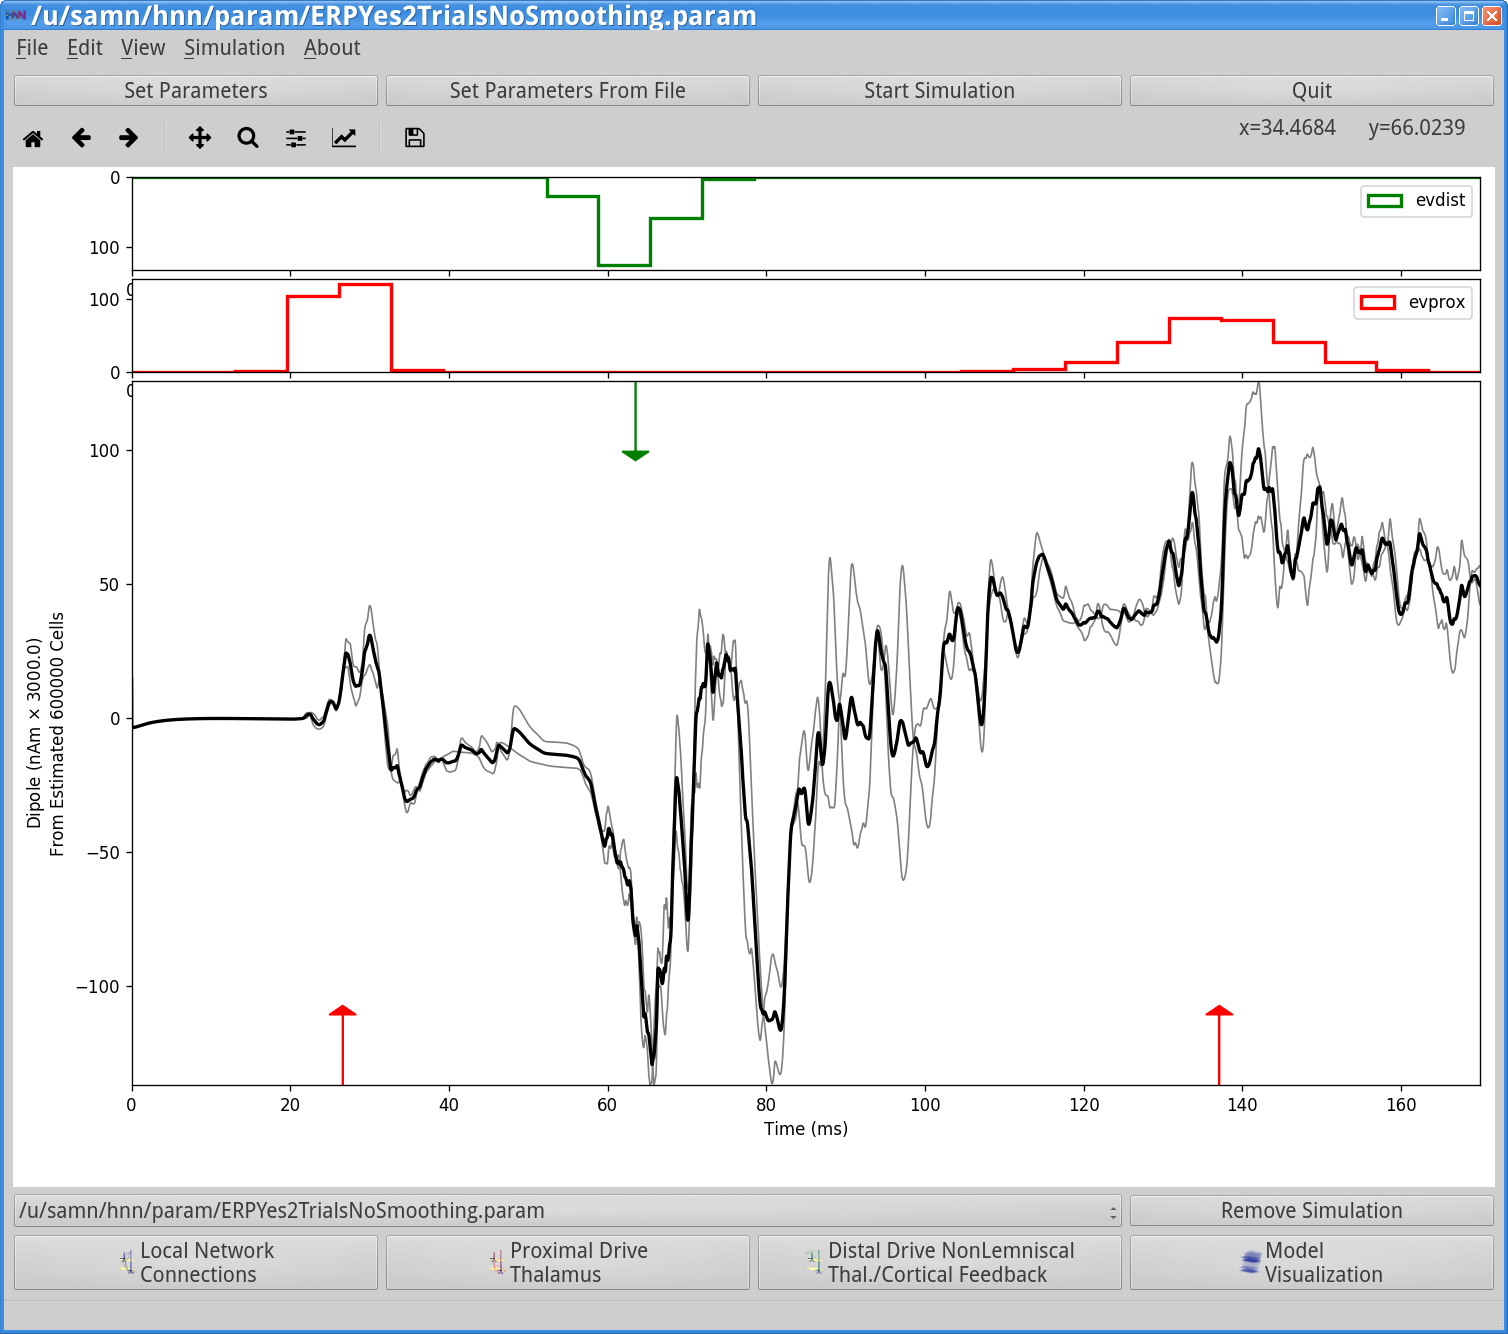 /u/samn/hnn/param/ERPYes2TrialsNoSmoothing.param
File Edit View Simulation About
Set Parameters Set Parameters From File Start Simulation Quit
x=34.4684 y=66.0239
0
100
evdist
0
100
0
evprox
0
100
50
0
−50
−100
Dipole (nAm × 3000.0)
From Estimated 600000 Cells
0 20 40 60 80 100 120 140 160
Time (ms)
/u/samn/hnn/param/ERPYes2TrialsNoSmoothing.param Remove Simulation
Local Network
Connections
Proximal Drive
Thalamus
Distal Drive NonLemniscal
Thal./Cortical Feedback
Model
Visualization